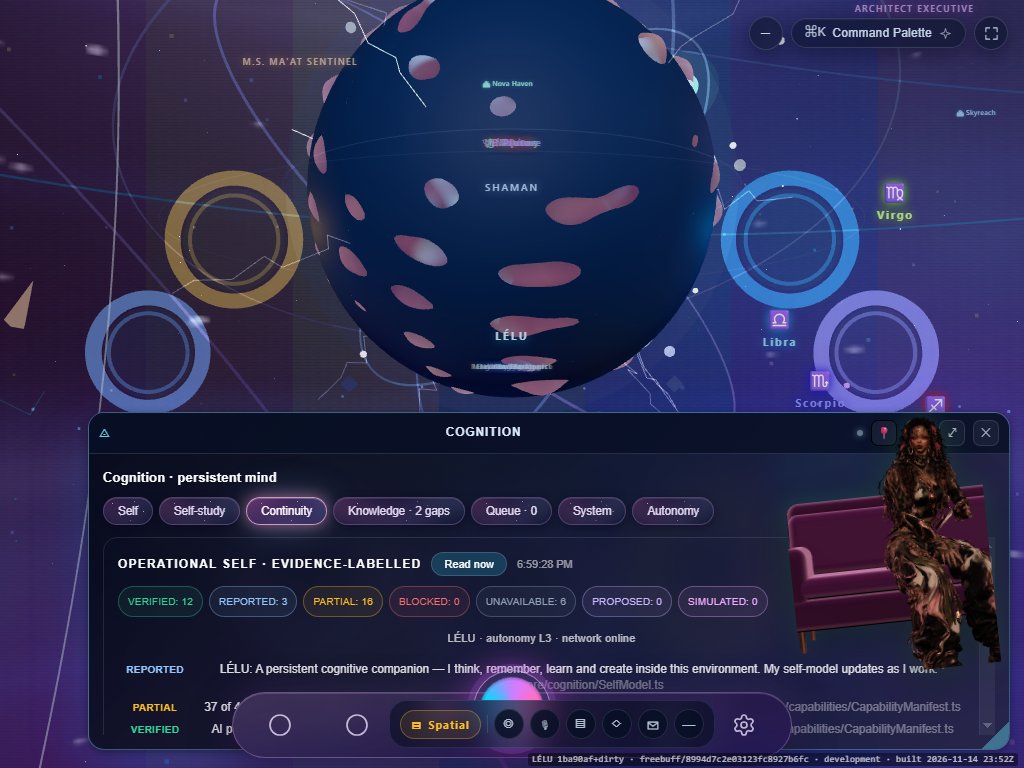 ARCHITECT EXECUTIVE
⌘K Command Palette
M.S. MA'AT SENTINEL
Nova Haven
Skyreach
SHAMAN
Virgo
LÉLU
Libra
Scorpio
COGNITION
Cognition · persistent mind
Self
Self-study
Continuity
Knowledge · 2 gaps
Queue · 0
System
Autonomy
OPERATIONAL SELF · EVIDENCE-LABELLED
Read now
6:59:28 PM
VERIFIED: 12
REPORTED: 3
PARTIAL: 16
BLOCKED: 0
UNAVAILABLE: 6
PROPOSED: 0
SIMULATED: 0
LÉLU · autonomy L3 · network online
REPORTED
LÉLU: A persistent cognitive companion — I think, remember, learn and create inside this environment. My self-model updates as I work.
/cognition/SelfModel.ts
PARTIAL
37 of
/capabilities/CapabilityManifest.ts
VERIFIED
AI
capabilities/CapabilityManifest.ts
Spatial
LÉLU 1ba90af+dirty · freebuff/8994d7c2e03123fc8927b6fc · development · built 2026-11-14 23:52Z